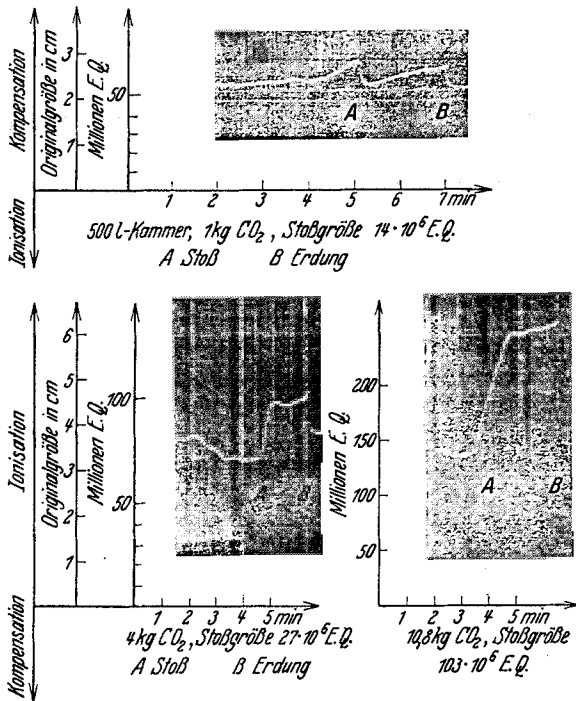 Kompensation
Ionisation
Originalgröße in cm
3
2
1
Millionen E.Q.
50
A
B
1 2 3 4 5 6 7 min
500 l-Kammer, 1kg CO₂, Stoßgröße 14·10⁶ E.Q.
A Stoß B Erdung
Ionisation
Kompensation
Originalgröße in cm
6
5
4
3
2
1
Millionen E.Q.
100
50
A
B
1 2 3 4 5 min
4kg CO₂, Stoßgröße 27·10⁶ E.Q.
A Stoß B Erdung
Millionen E.Q.
200
150
100
50
A
B
1 2 3 4 5 min
10,8kg CO₂, Stoßgröße
103·10⁶ E.Q.